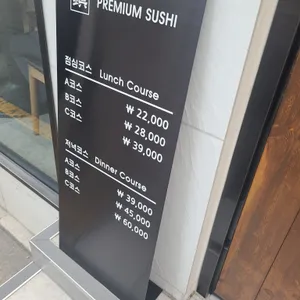 PREMIUM SUSHI
점심코스 Lunch Course
A코스 ₩ 22,000
B코스 ₩ 28,000
C코스 ₩ 39,000
저녁코스 Dinner Course
A코스 ₩ 39,000
B코스 ₩ 45,000
C코스 ₩ 60,000